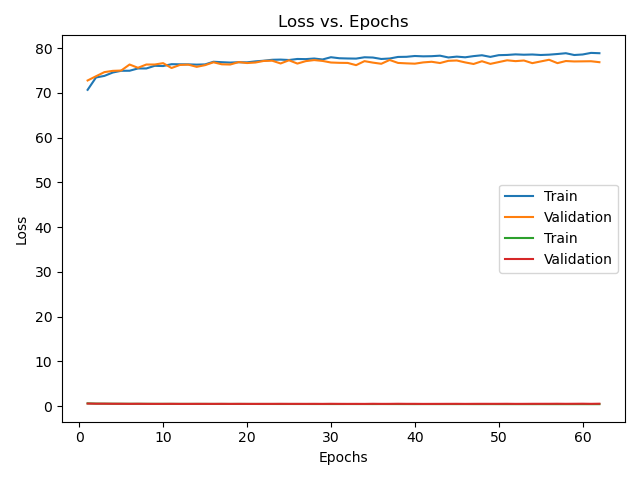 Loss vs. Epochs
80
70
60
50
40
30
20
10
0
Loss
Train
Validation
Train
Validation
0 10 20 30 40 50 60
Epochs